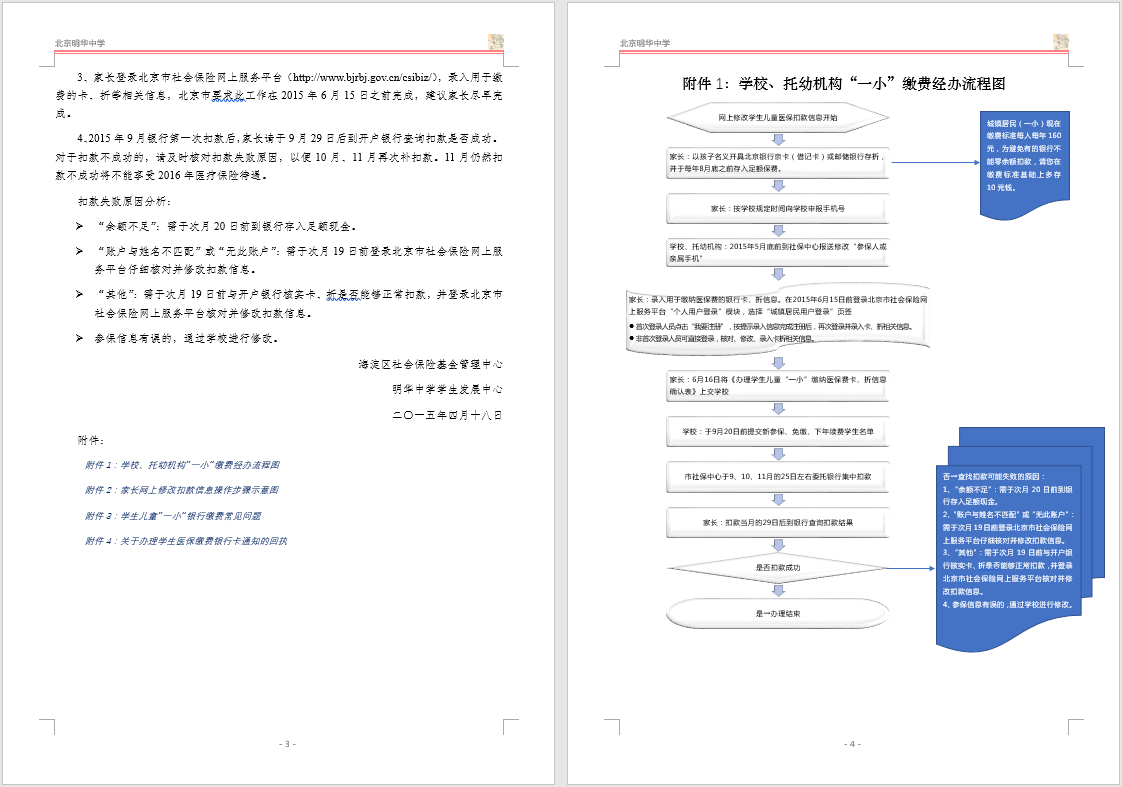 北京明华中学
3、家长登录北京市社会保险网上服务平台（http://www.bjrbj.gov.cn/csibiz/），录入用于缴
费的卡、折等相关信息，北京市要求此工作在 2015 年 6 月 15 日之前完成，建议家长尽早完
成。
4、2015 年 9 月银行第一次扣款后，家长请于 9 月 29 日后到开户银行查询扣款是否成功。
对于扣款不成功的，请及时核对扣款失败原因，以便 10 月、11 月再次补扣款。11 月仍然扣
款不成功将不能享受 2016 年医疗保险待遇。
扣款失败原因分析：
➢ “余额不足”：需于次月 20 日前到银行存入足额现金。
➢ “账户与姓名不匹配”或“无此账户”：需于次月 19 日前登录北京市社会保险网上服
务平台仔细核对并修改扣款信息。
➢ “其他”：需于次月 19 日前与开户银行核实卡、折是否能够正常扣款，并登录北京市
社会保险网上服务平台核对并修改扣款信息。
➢ 参保信息有误的，通过学校进行修改。
海淀区社会保险基金管理中心
明华中学学生发展中心
二〇一五年四月十八日
附件：
附件 1：学校、托幼机构“一小”缴费经办流程图
附件 2：家长网上修改扣款信息操作步骤示意图
附件 3：学生儿童“一小”银行缴费常见问题
附件 4：关于办理学生医保缴费银行卡通知的回执
- 3 -
北京明华中学
附件 1：学校、托幼机构“一小”缴费经办流程图
网上修改学生儿童医保扣款信息开始
家长：以孩子名义开具北京银行京卡（借记卡）或邮储银行存折，
并于每年8月底之前存入足额保费。
城镇居民（一小）现在
缴费标准每人每年 160
元，为避免有的银行不
能零余额扣款，请您在
缴费标准基础上多存
10 元钱。
家长：按学校规定时间向学校申报手机号
学校、托幼机构：2015年5月底前到社保中心报送修改“参保人或
亲属手机”
家长：录入用于缴纳医保费的银行卡、折信息。在2015年6月15日前登录北京市社会保险网
上服务平台“个人用户登录”模块，选择“城镇居民用户登录”页签
● 首次登录人员点击“我要注册”，按提示录入信息完成注册后，再次登录并录入卡、折相关信息。
● 非首次登录人员可直接登录，核对、修改、录入卡折相关信息。
家长：6月16日将《办理学生儿童“一小”缴纳医保费卡、折信息
确认表》上交学校
学校：于9月20日前提交新参保、免缴、下年续费学生名单
市社保中心于9、10、11月的25日左右委托银行集中扣款
家长：扣款当月的29日后到银行查询扣款结果
是否扣款成功
是→办理结束
否→查找扣款可能失败的原因：
1、“余额不足”：需于次月 20 日前到银
行存入足额现金。
2、“账户与姓名不匹配” 或 “无此账户”：
需于次月 19 日前登录北京市社会保险网
上服务平台仔细核对并修改扣款信息。
3、“其他”：需于次月 19 日前与开户银
行核实卡、折是否能够正常扣款，并登录
北京市社会保险网上服务平台核对并修
改扣款信息。
4、参保信息有误的，通过学校进行修改。
- 4 -